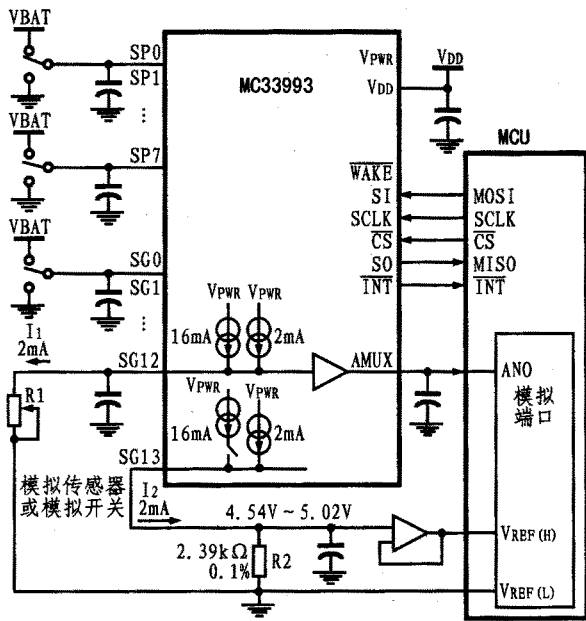 VBAT
SP0
SP1
⋮
VBAT
SP7
VBAT
SG0
SG1
⋮
I1
2mA
SG12
R1
SG13
模拟传感器
或模拟开关
I2
2mA
MC33993
VPWR
VDD
VDD
MCU
WAKE
SI
MOSI
SCLK
SCLK
CS
CS
SO
MISO
INT
INT
VPWR
VPWR
16mA
2mA
AMUX
AN0
模拟
端口
VPWR
VPWR
16mA
2mA
4.54V～5.02V
2.39kΩ
0.1%
R2
VREF(H)
VREF(L)